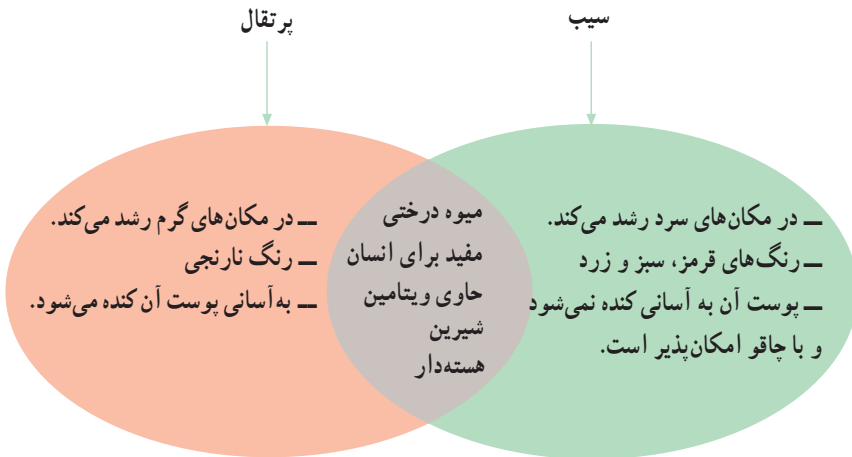 سیب
پرتقال
ــ در مکان‌های سرد رشد می‌کند.
ــ رنگ‌های قرمز، سبز و زرد
ــ پوست آن به آسانی کنده نمی‌شود
و با چاقو امکان‌پذیر است.
میوه درختی
مفید برای انسان
حاوی ویتامین
شیرین
هسته‌دار
ــ در مکان‌های گرم رشد می‌کند.
ــ رنگ نارنجی
ــ به‌آسانی پوست آن کنده می‌شود.